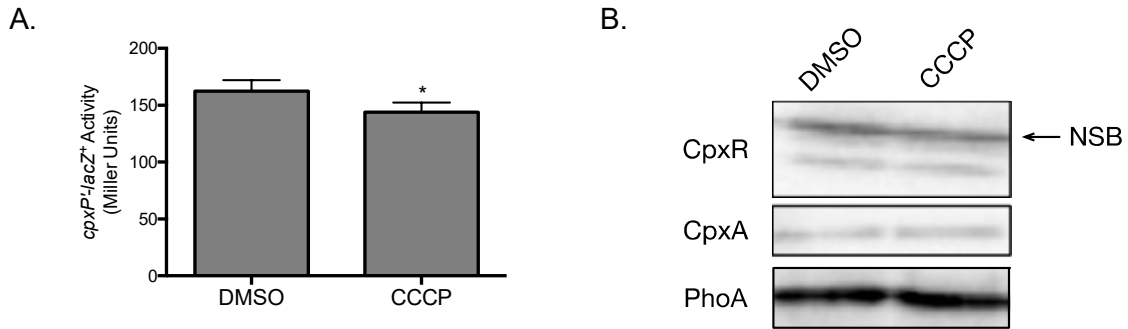 A.
cpxP'-lacZ⁺ Activity
(Miller Units)
200
150
100
50
0
*
DMSO
CCCP
B.
DMSO
CCCP
CpxR
NSB
CpxA
PhoA